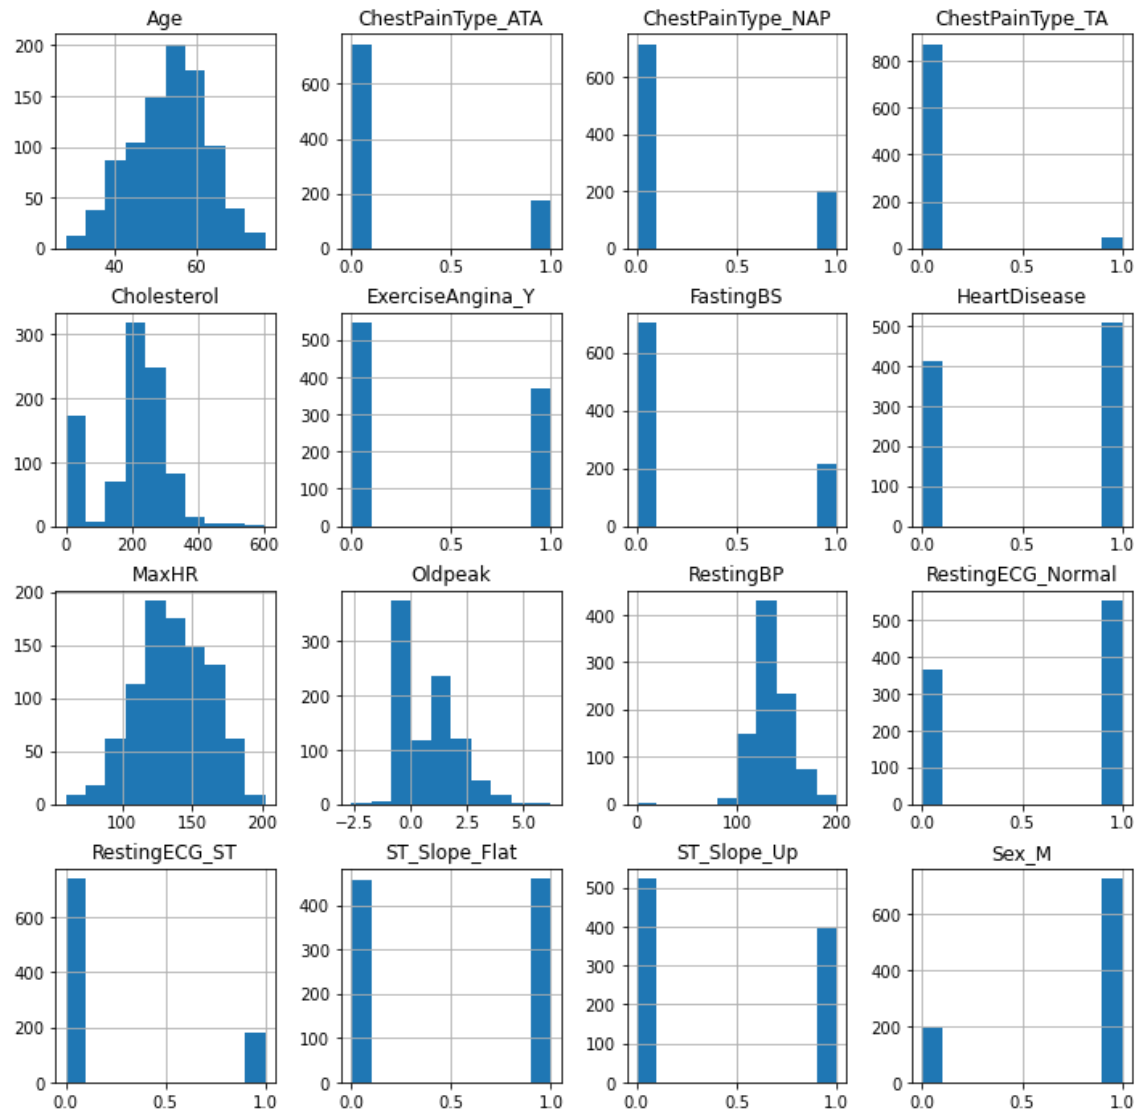 Age
ChestPainType_ATA
ChestPainType_NAP
ChestPainType_TA
200
150
100
50
0
40 60
600
400
200
0
0.0 0.5 1.0
600
400
200
0
0.0 0.5 1.0
800
600
400
200
0
0.0 0.5 1.0
Cholesterol
ExerciseAngina_Y
FastingBS
HeartDisease
300
200
100
0
0 200 400 600
500
400
300
200
100
0
0.0 0.5 1.0
600
400
200
0
0.0 0.5 1.0
500
400
300
200
100
0
0.0 0.5 1.0
MaxHR
Oldpeak
RestingBP
RestingECG_Normal
200
150
100
50
0
100 150 200
300
200
100
0
−2.5 0.0 2.5 5.0
400
300
200
100
0
0 100 200
500
400
300
200
100
0
0.0 0.5 1.0
RestingECG_ST
ST_Slope_Flat
ST_Slope_Up
Sex_M
600
400
200
0
0.0 0.5 1.0
400
300
200
100
0
0.0 0.5 1.0
500
400
300
200
100
0
0.0 0.5 1.0
600
400
200
0
0.0 0.5 1.0